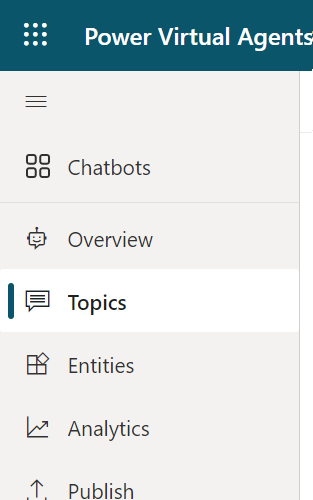 Power Virtual Agents
Chatbots
Overview
Topics
Entities
Analytics
Publish